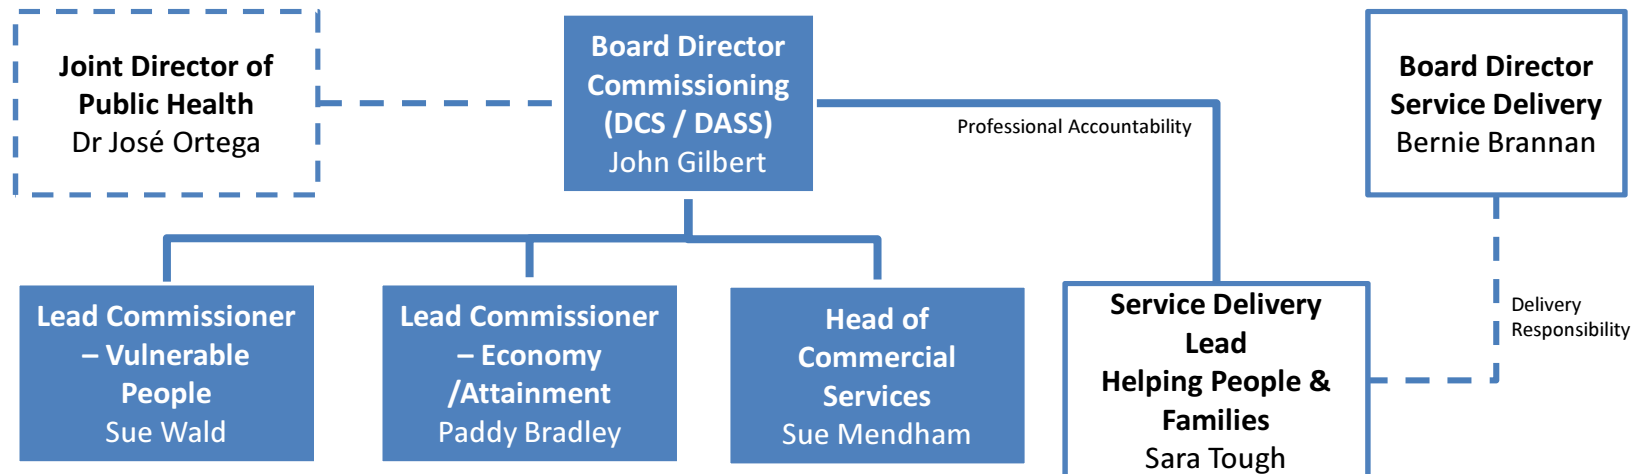 Joint Director of
Public Health
Dr José Ortega
Board Director
Commissioning
(DCS / DASS)
John Gilbert
Professional Accountability
Board Director
Service Delivery
Bernie Brannan
Lead Commissioner
– Vulnerable
People
Sue Wald
Lead Commissioner
– Economy
/Attainment
Paddy Bradley
Head of
Commercial
Services
Sue Mendham
Service Delivery
Lead
Helping People &
Families
Sara Tough
Delivery
Responsibility